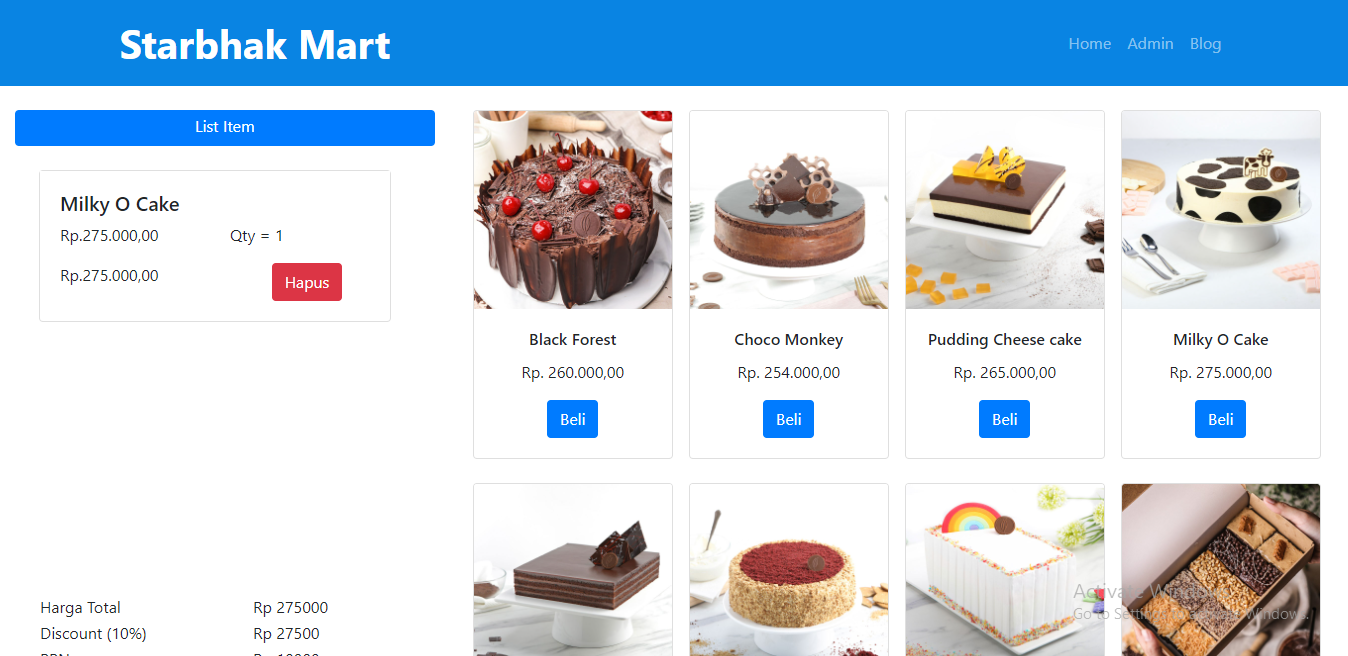 Starbhak Mart
Home Admin Blog
List Item
Milky O Cake
Rp.275.000,00 Qty = 1
Rp.275.000,00 Hapus
Harga Total Rp 275000
Discount (10%) Rp 27500
Black Forest
Rp. 260.000,00
Beli
Choco Monkey
Rp. 254.000,00
Beli
Pudding Cheese cake
Rp. 265.000,00
Beli
Milky O Cake
Rp. 275.000,00
Beli
Activate Windows
Go to Settings to activate Windows.